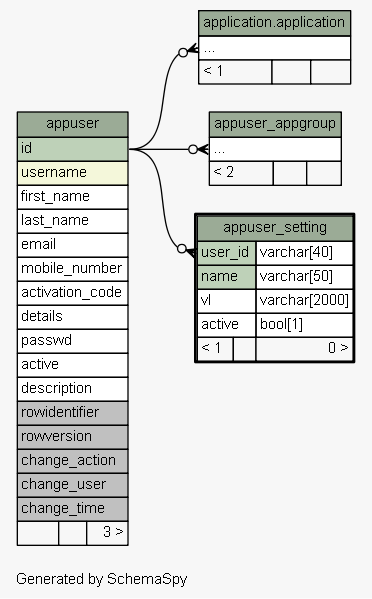 application.application
...
< 1
appuser
id
username
first_name
last_name
email
mobile_number
activation_code
details
passwd
active
description
rowidentifier
rowversion
change_action
change_user
change_time
3 >
appuser_appgroup
...
< 2
appuser_setting
user_id varchar[40]
name varchar[50]
vl varchar[2000]
active bool[1]
< 1 0 >
Generated by SchemaSpy